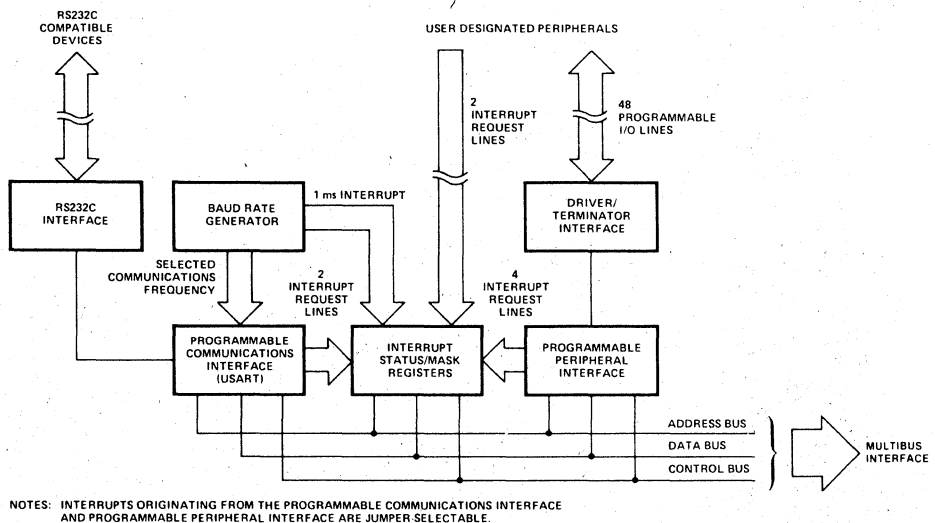 RS232C
COMPATIBLE
DEVICES
USER DESIGNATED PERIPHERALS
2
INTERRUPT
REQUEST
LINES
48
PROGRAMMABLE
I/O LINES
RS232C
INTERFACE
BAUD RATE
GENERATOR
1 ms INTERRUPT
DRIVER/
TERMINATOR
INTERFACE
SELECTED
COMMUNICATIONS
FREQUENCY
2
INTERRUPT
REQUEST
LINES
4
INTERRUPT
REQUEST
LINES
PROGRAMMABLE
COMMUNICATIONS
INTERFACE
(USART)
INTERRUPT
STATUS/MASK
REGISTERS
PROGRAMMABLE
PERIPHERAL
INTERFACE
ADDRESS BUS
DATA BUS
CONTROL BUS
MULTIBUS
INTERFACE
NOTES: INTERRUPTS ORIGINATING FROM THE PROGRAMMABLE COMMUNICATIONS INTERFACE
AND PROGRAMMABLE PERIPHERAL INTERFACE ARE JUMPER-SELECTABLE.